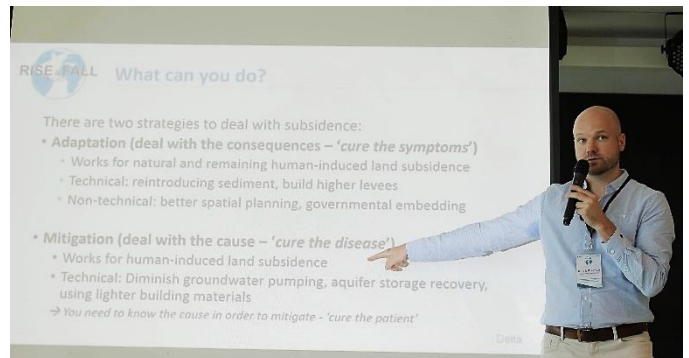 RISE FALL
What can you do?
There are two strategies to deal with subsidence:
• Adaptation (deal with the consequences – ‘cure the symptoms’)
• Works for natural and remaining human-induced land subsidence
• Technical: reintroducing sediment, build higher levees
• Non-technical: better spatial planning, governmental embedding
• Mitigation (deal with the cause – ‘cure the disease’)
• Works for human-induced land subsidence
• Technical: Diminish groundwater pumping, aquifer storage recovery,
using lighter building materials
→ You need to know the cause in order to mitigate - ‘cure the patient’
Delta